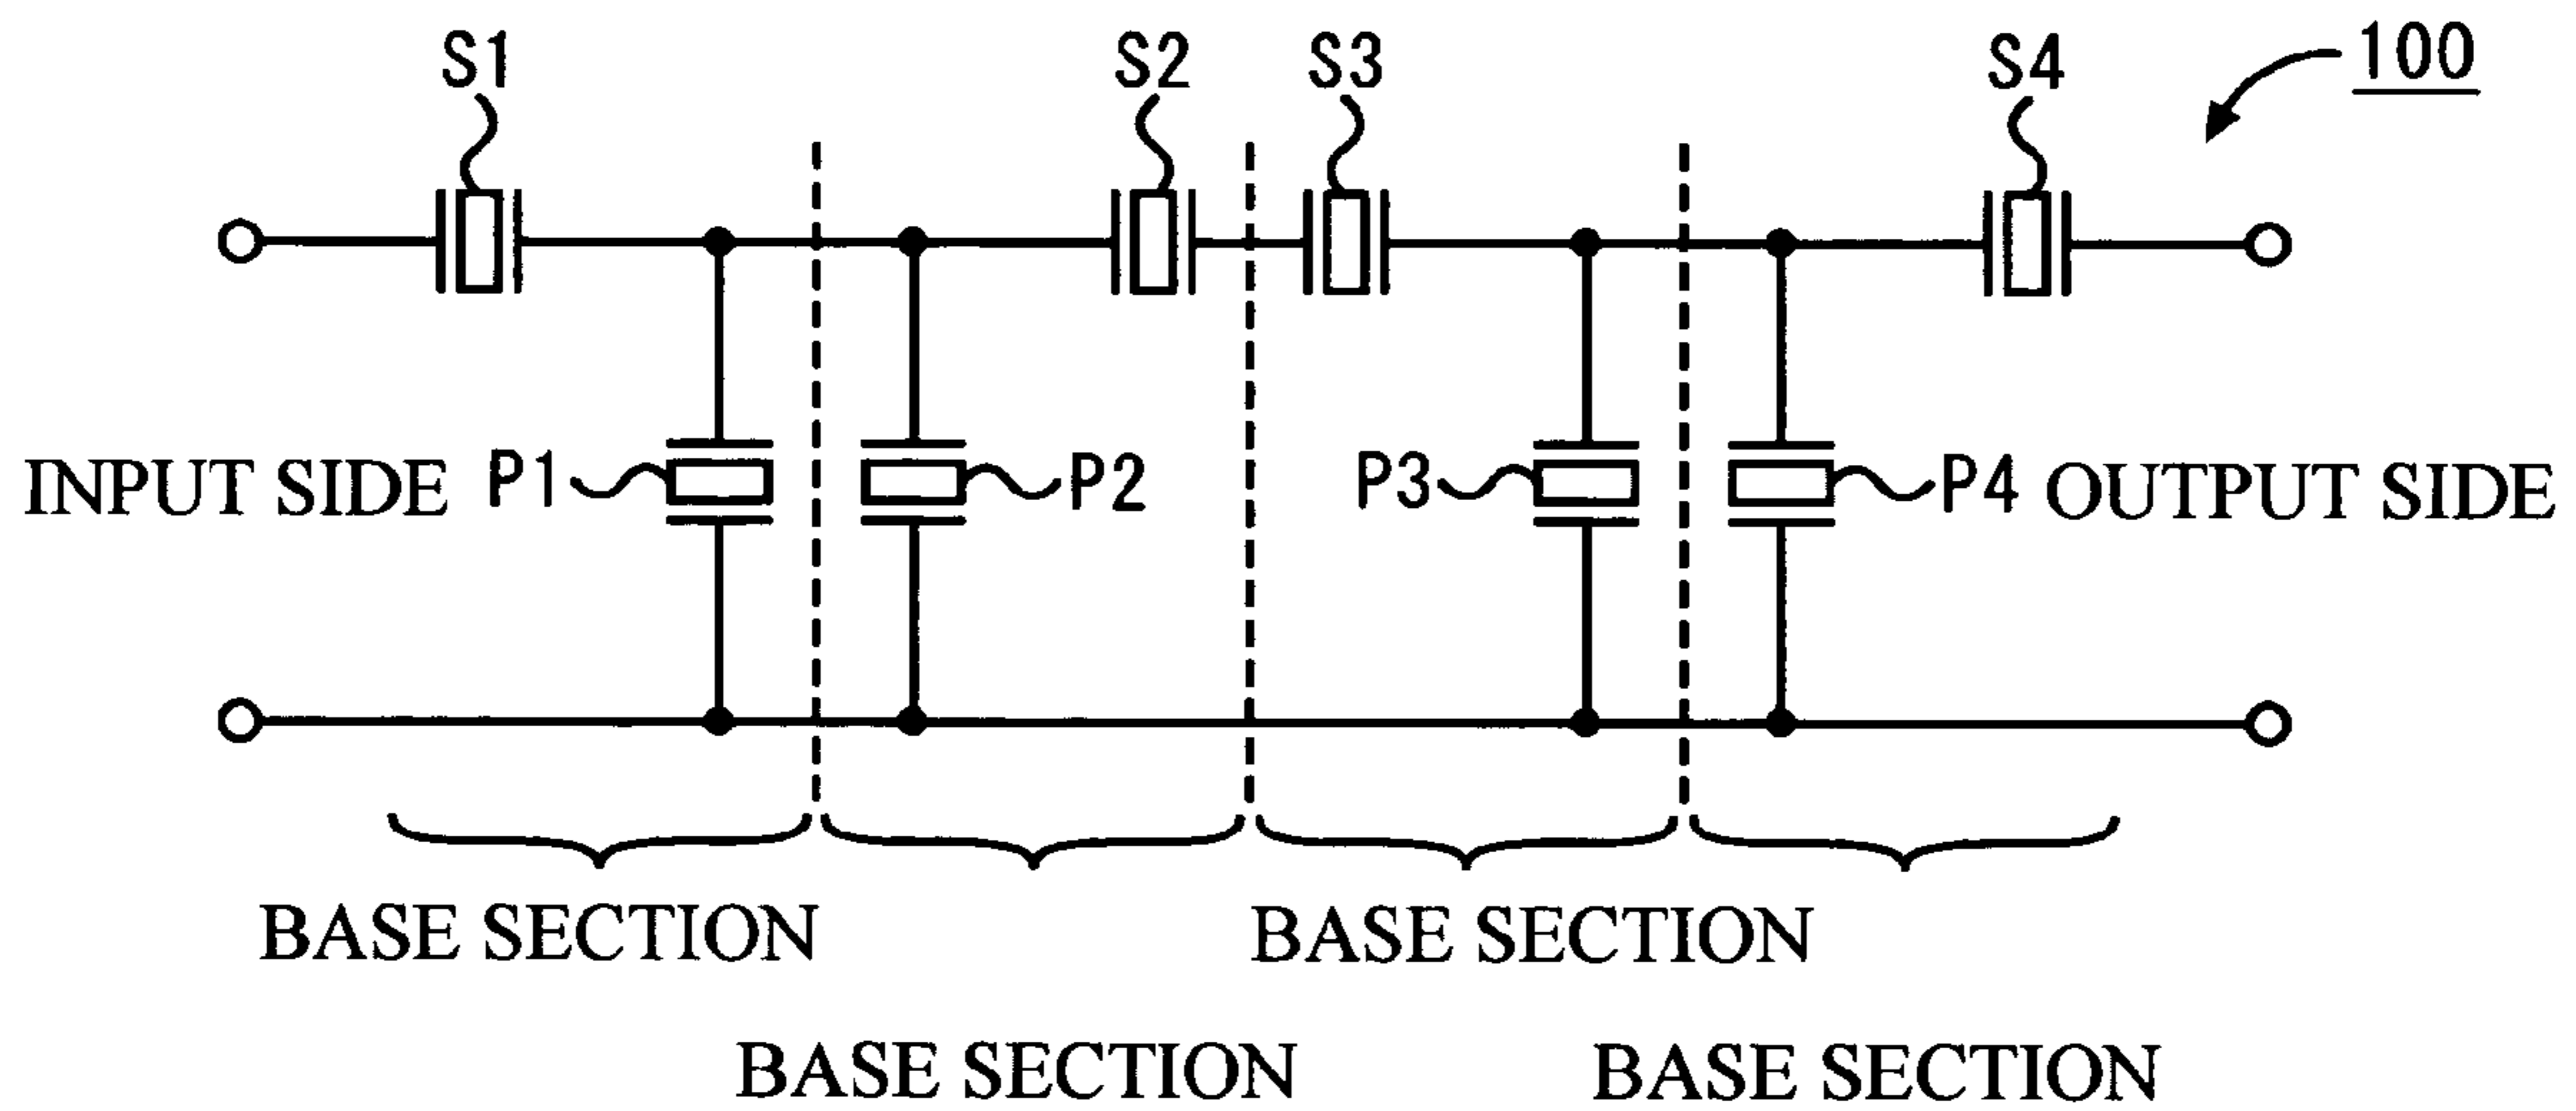 S1
S2
S3
S4
100
INPUT SIDE
P1
P2
P3
P4
OUTPUT SIDE
BASE SECTION
BASE SECTION
BASE SECTION
BASE SECTION